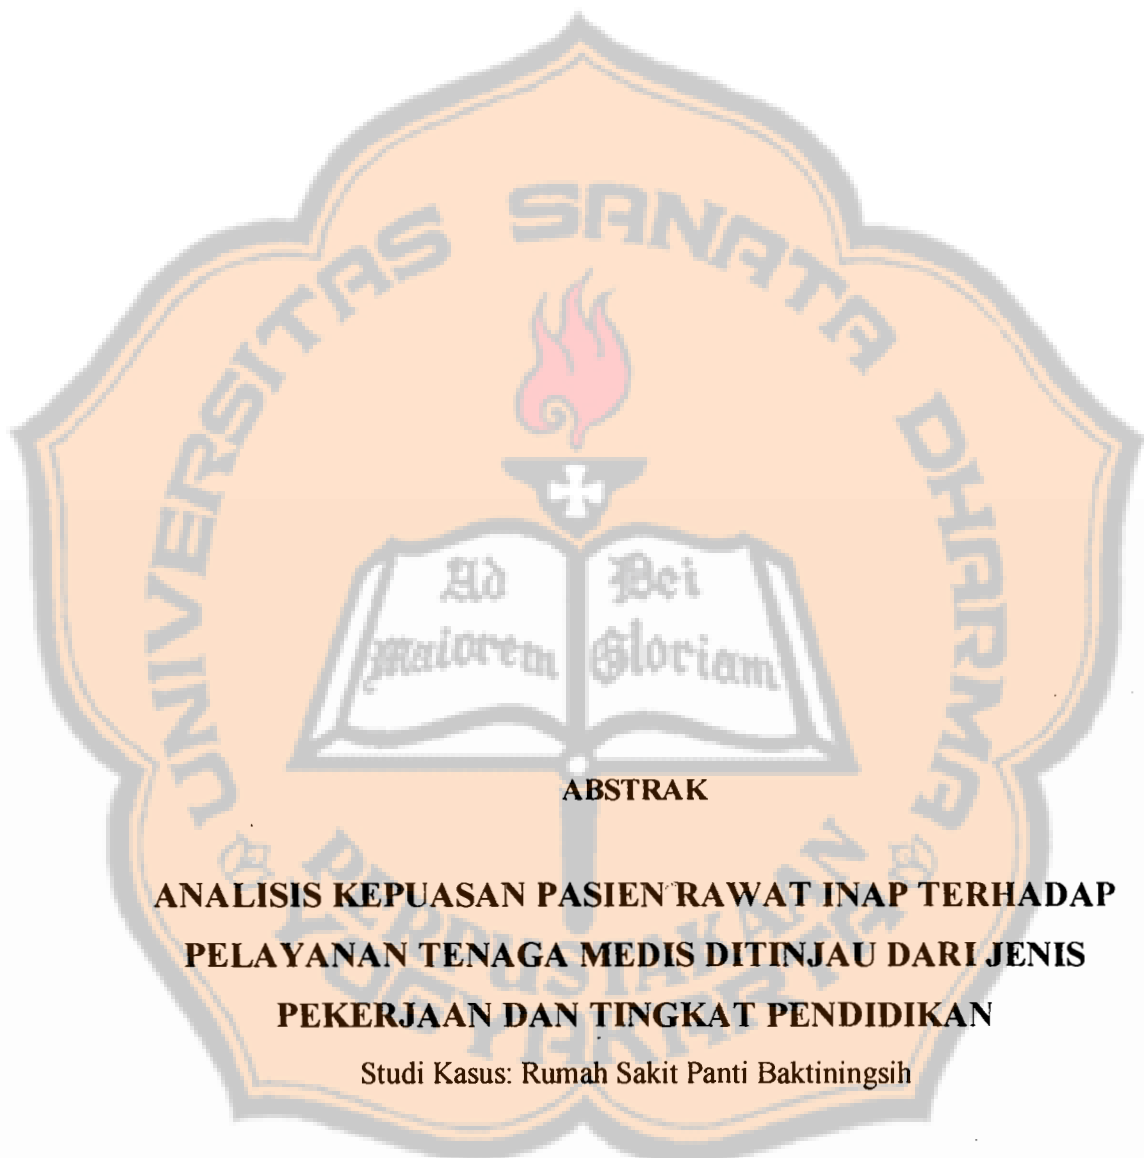 UNIVERSITAS SANATA DHARMA
Ad
Maiorem
Dei
Gloriam
ABSTRAK
PERPUSTAKAAN
YOGYAKARTA
ANALISIS KEPUASAN PASIEN RAWAT INAP TERHADAP
PELAYANAN TENAGA MEDIS DITINJAU DARI JENIS
PEKERJAAN DAN TINGKAT PENDIDIKAN
Studi Kasus: Rumah Sakit Panti Baktiningsih